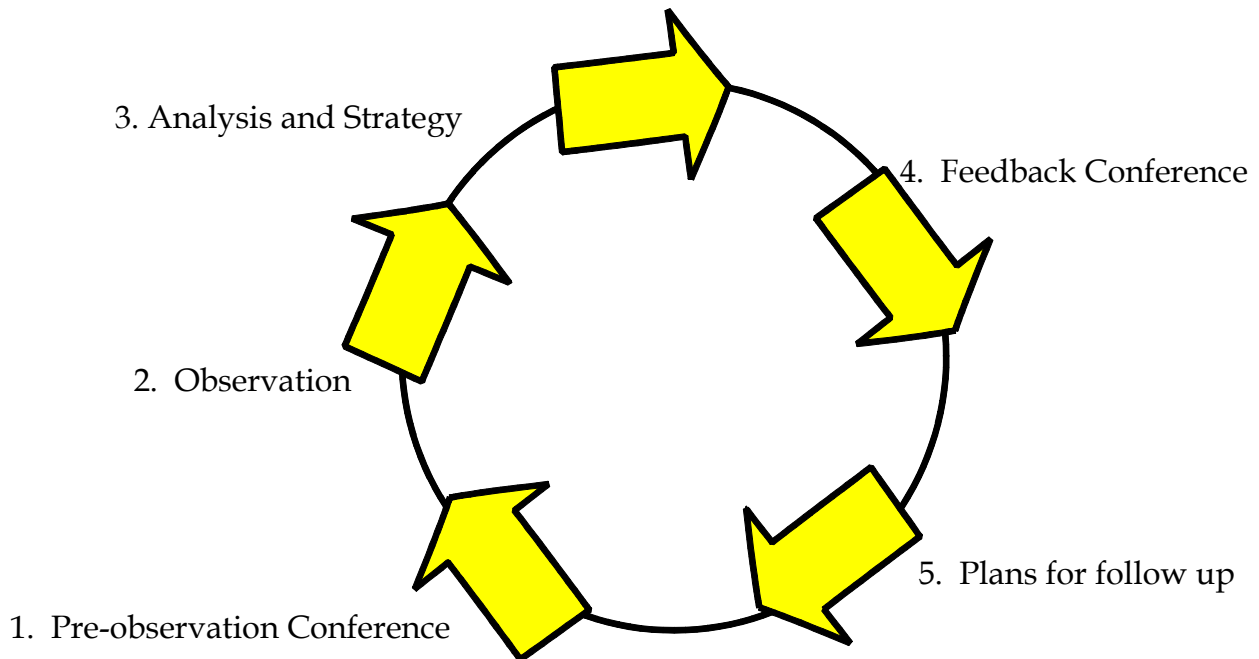 3. Analysis and Strategy
4.  Feedback Conference
2.  Observation
5.  Plans for follow up
1.  Pre-observation Conference